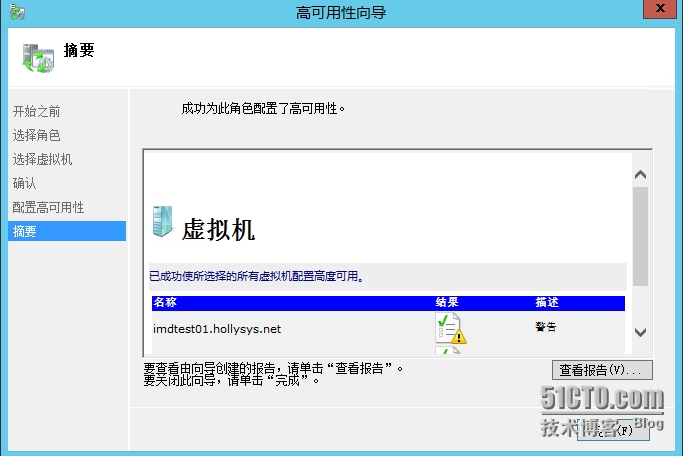 高可用性向导
x
摘要
开始之前
选择角色
选择虚拟机
确认
配置高可用性
摘要
成功为此角色配置了高可用性。
虚拟机
已成功使所选择的所有虚拟机配置高度可用。
名称 结果 描述
imdtest01.hollysys.net 警告
要查看由向导创建的报告，请单击“查看报告”。
要关闭此向导，请单击“完成”。
查看报告(V)...
51CTO.com
技术博客 Blog
(F)